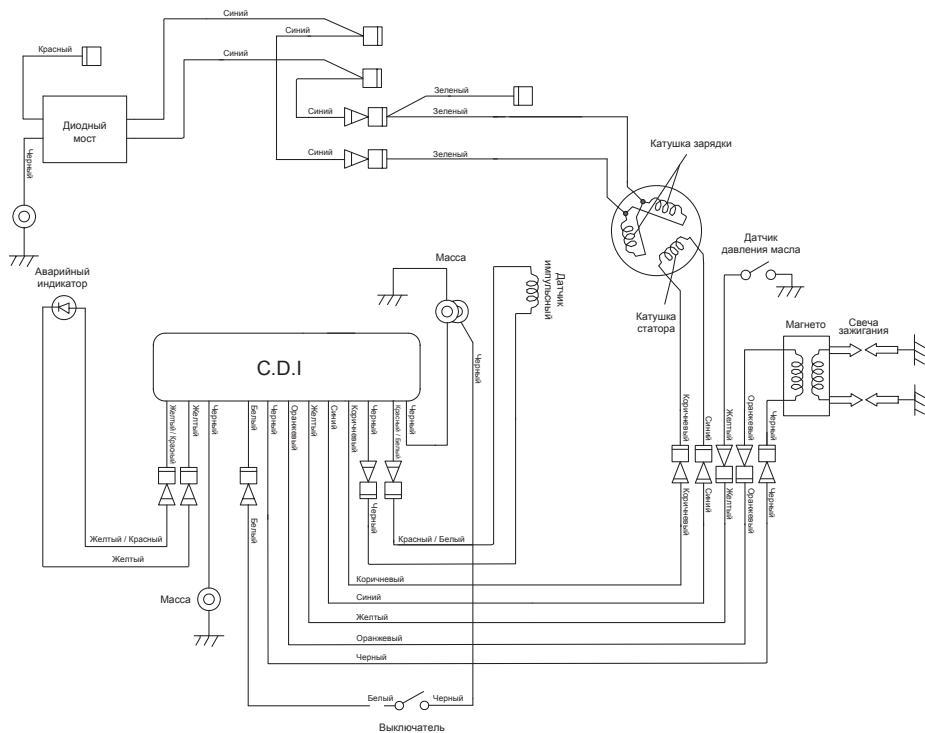 Синий
Красный
Синий
Синий
Зеленый
Синий
Зеленый
Диодный
мост
Черный
Синий
Зеленый
Катушка зарядки
Датчик
давления масла
Масса
Датчик
импульсный
Аварийный
индикатор
Катушка
статора
Магнето
Свеча
зажигания
C.D.I
Черный
Желтый / Красный
Желтый
Черный
Белый
Черный
Оранжевый
Желтый
Синий
Коричневый
Черный
Красный / Белый
Черный
Коричневый
Синий
Желтый
Оранжевый
Черный
Белый
Черный
Коричневый
Синий
Желтый
Оранжевый
Черный
Желтый / Красный
Красный / Белый
Желтый
Коричневый
Масса
Синий
Желтый
Оранжевый
Черный
Белый
Черный
Выключатель